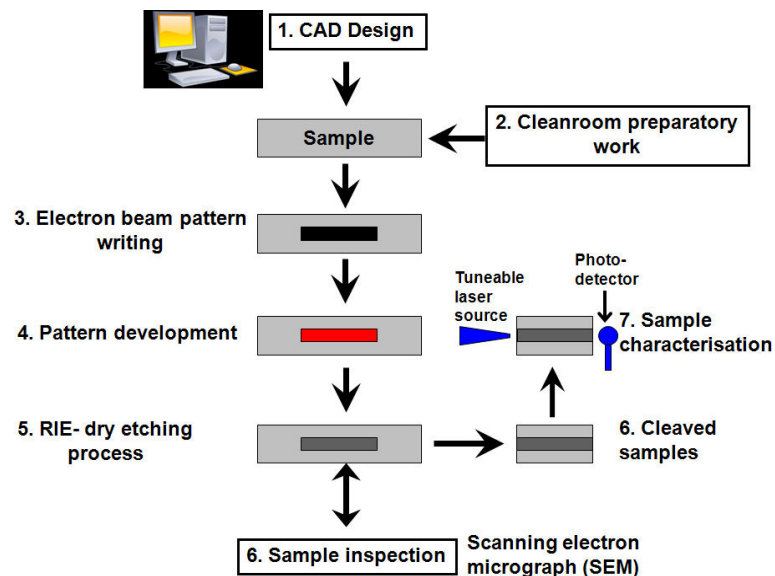 1. CAD Design
Sample
2. Cleanroom preparatory
work
3. Electron beam pattern
writing
Photo-
detector
Tuneable
laser
source
4. Pattern development
7. Sample
characterisation
5. RIE- dry etching
process
6. Cleaved
samples
6. Sample inspection
Scanning electron
micrograph (SEM)